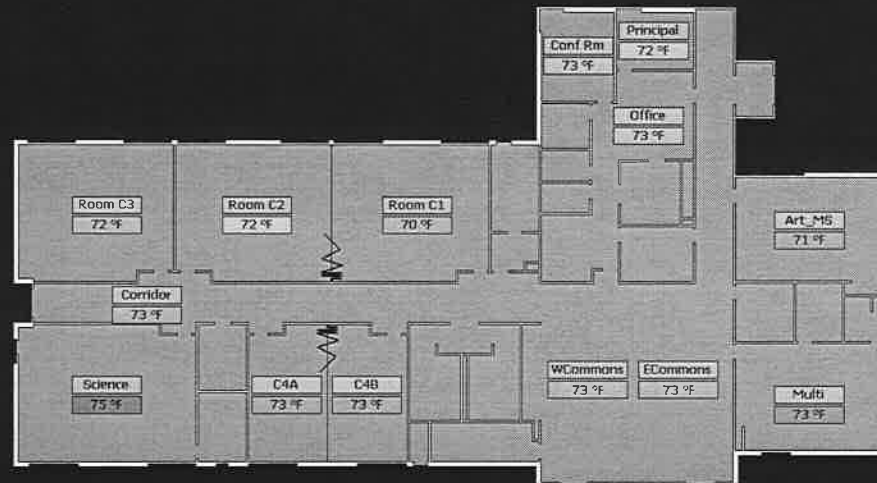 Principal
72 °F
Conf Rm
73 °F
Office
73 °F
Room C3
72 °F
Room C2
72 °F
Room C1
70 °F
Art_MS
71 °F
Corridor
73 °F
Science
75 °F
C4A
73 °F
C4B
73 °F
WCommons
73 °F
ECommons
73 °F
Multi
73 °F